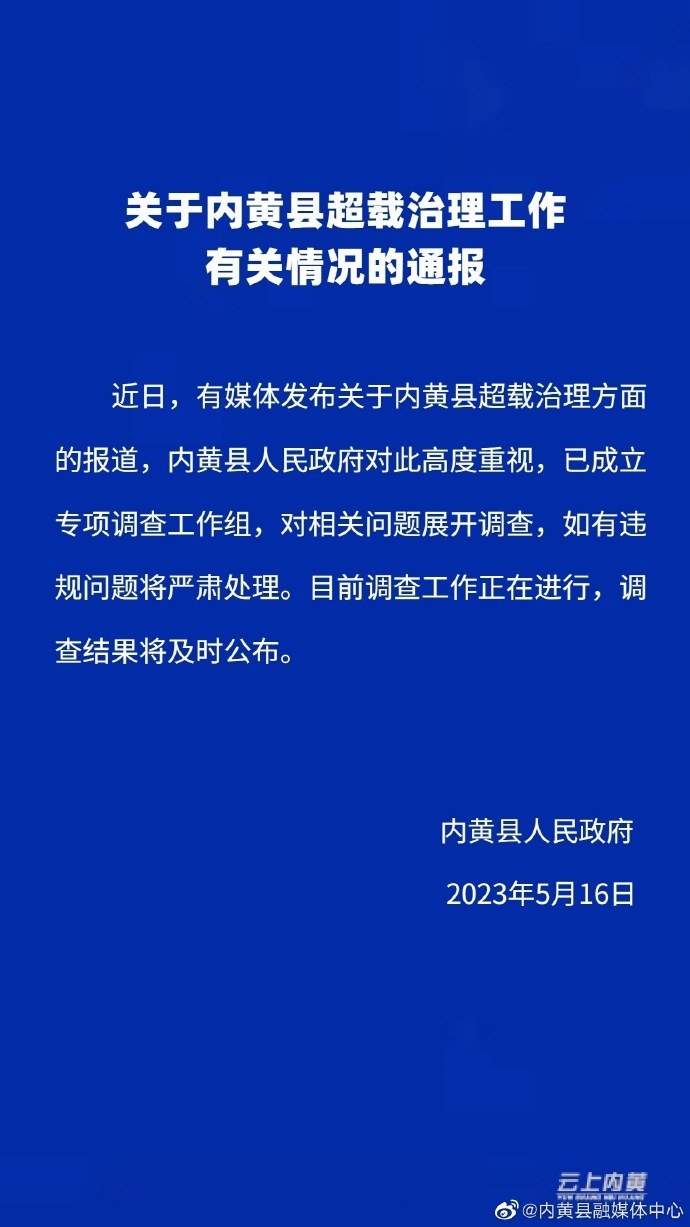 关于内黄县超载治理工作
有关情况的通报
近日，有媒体发布关于内黄县超载治理方面
的报道，内黄县人民政府对此高度重视，已成立
专项调查工作组，对相关问题展开调查，如有违
规问题将严肃处理。目前调查工作正在进行，调
查结果将及时公布。
内黄县人民政府
2023年5月16日
云上内黄
@内黄县融媒体中心